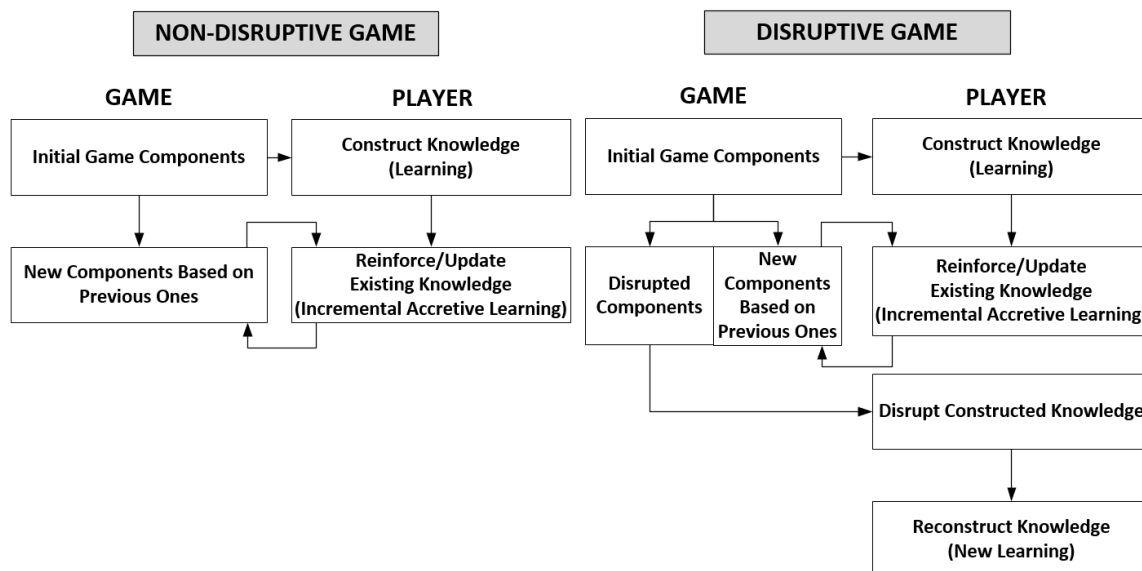 NON-DISRUPTIVE GAME
GAME
PLAYER
Initial Game Components
Construct Knowledge
(Learning)
New Components Based on
Previous Ones
Reinforce/Update
Existing Knowledge
(Incremental Accretive Learning)
DISRUPTIVE GAME
GAME
PLAYER
Initial Game Components
Construct Knowledge
(Learning)
Disrupted
Components
New
Components
Based on
Previous Ones
Reinforce/Update
Existing Knowledge
(Incremental Accretive Learning
Disrupt Constructed Knowledge
Reconstruct Knowledge
(New Learning)